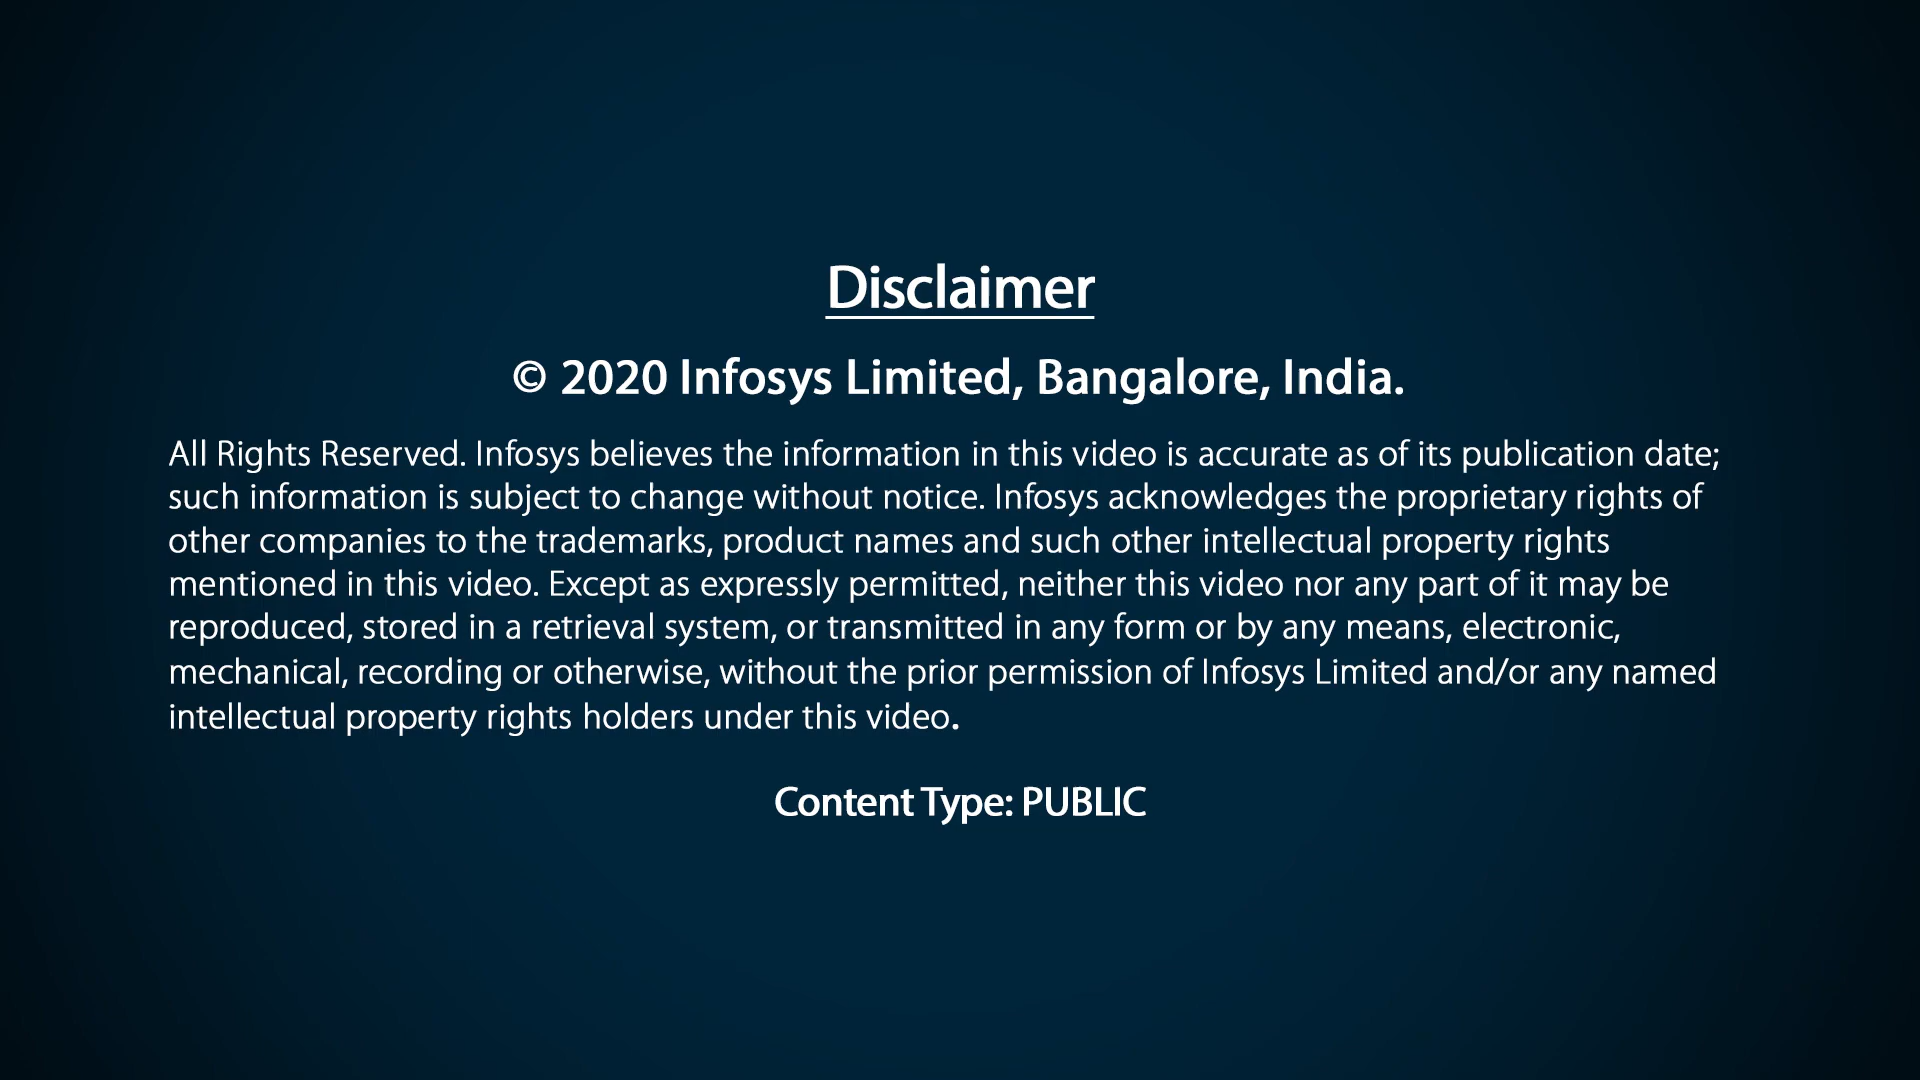 Disclaimer
© 2020 Infosys Limited, Bangalore, India.
All Rights Reserved. Infosys believes the information in this video is accurate as of its publication date;
such information is subject to change without notice. Infosys acknowledges the proprietary rights of
other companies to the trademarks, product names and such other intellectual property rights
mentioned in this video. Except as expressly permitted, neither this video nor any part of it may be
reproduced, stored in a retrieval system, or transmitted in any form or by any means, electronic,
mechanical, recording or otherwise, without the prior permission of Infosys Limited and/or any named
intellectual property rights holders under this video.
Content Type: PUBLIC